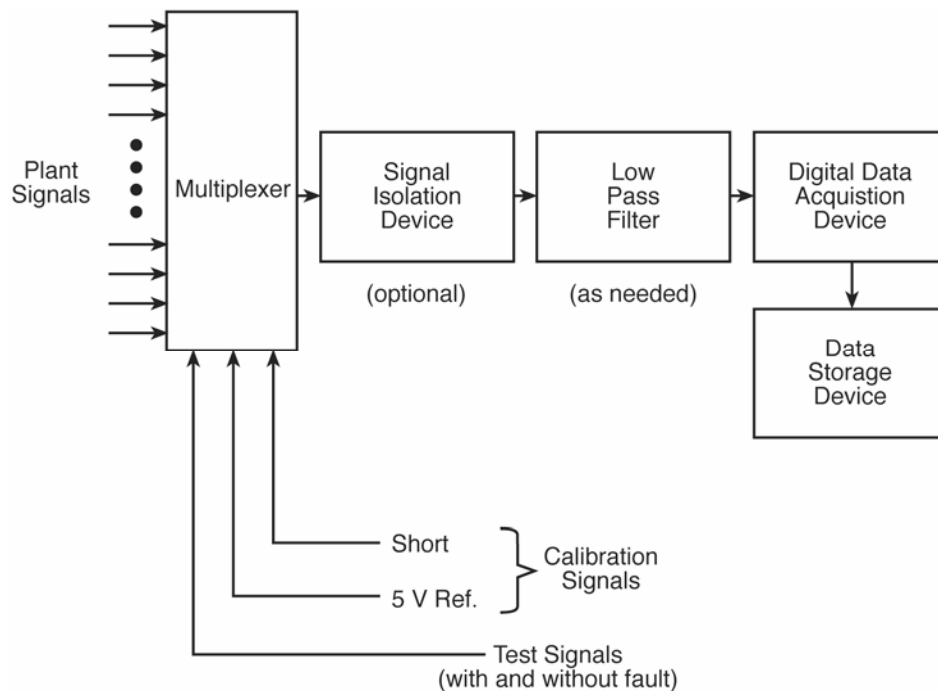 Plant
Signals
Multiplexer
Signal
Isolation
Device
(optional)
Low
Pass
Filter
(as needed)
Digital Data
Acquistion
Device
Data
Storage
Device
Short
5 V Ref.
Calibration
Signals
Test Signals
(with and without fault)